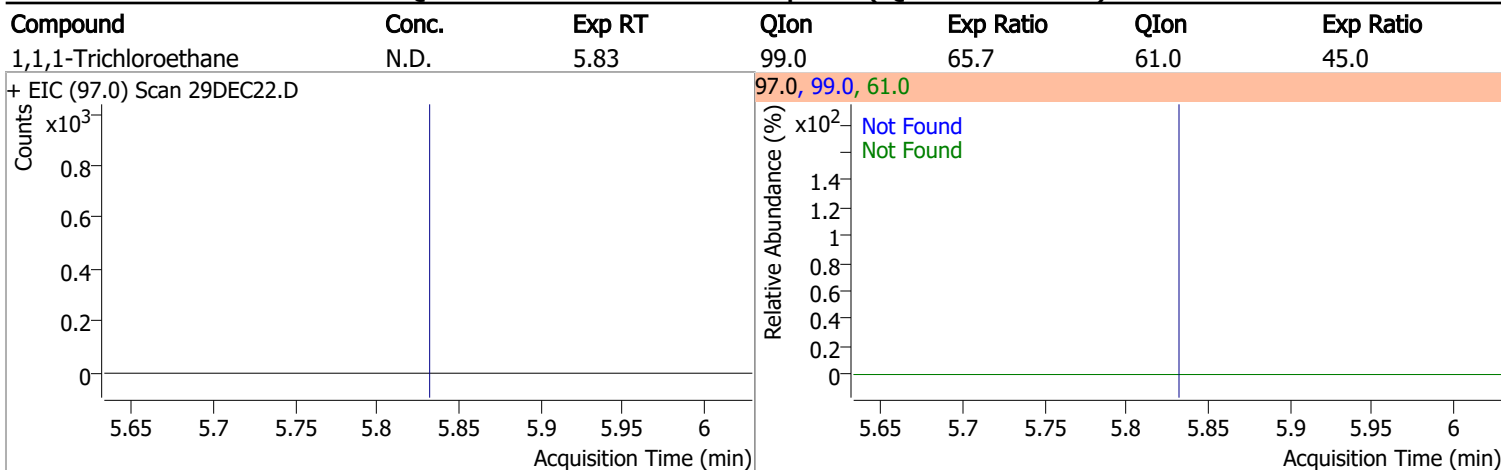 Compound Conc. Exp RT QIon Exp Ratio QIon Exp Ratio
1,1,1-Trichloroethane N.D. 5.83 99.0 65.7 61.0 45.0
+ EIC (97.0) Scan 29DEC22.D
Counts
x10³
0.8
0.6
0.4
0.2
0
5.65 5.7 5.75 5.8 5.85 5.9 5.95 6
Acquisition Time (min)
97.0, 99.0, 61.0
Relative Abundance (%)
x10²
Not Found
Not Found
1.4
1.2
1
0.8
0.6
0.4
0.2
0
5.65 5.7 5.75 5.8 5.85 5.9 5.95 6
Acquisition Time (min)